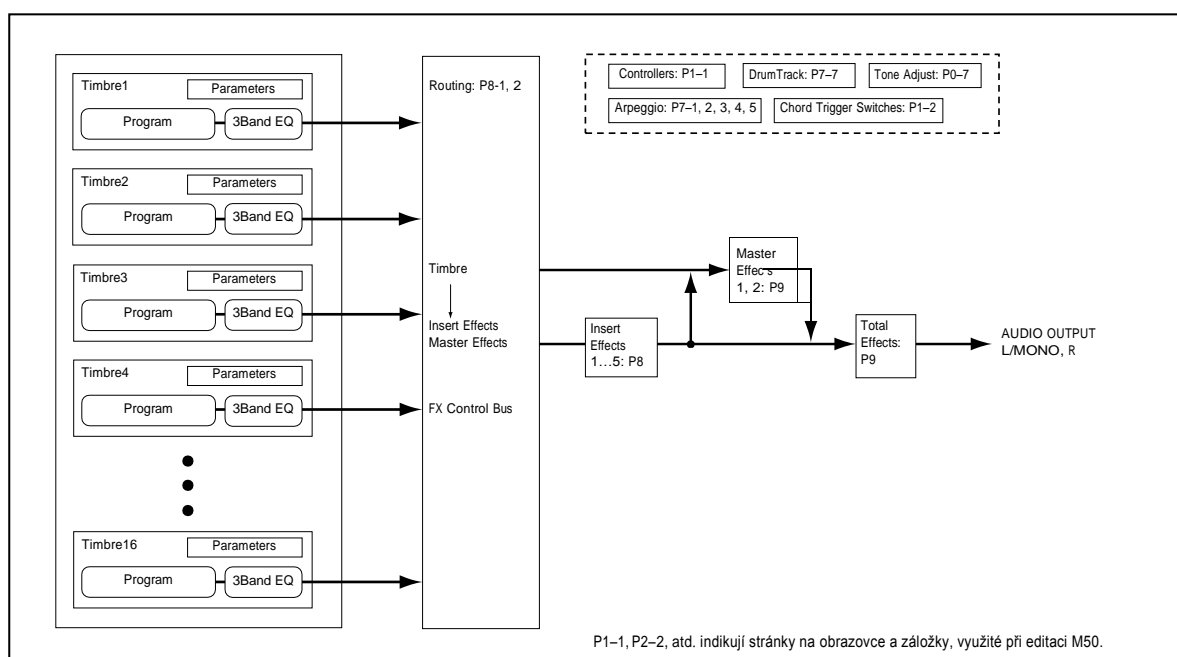 Timbre1
Parameters
Program
3Band EQ
Timbre2
Parameters
Program
3Band EQ
Timbre3
Parameters
Program
3Band EQ
Timbre4
Parameters
Program
3Band EQ
Timbre16
Parameters
Program
3Band EQ
Routing: P8-1, 2
Timbre
Insert Effects
Master Effects
FX Control Bus
Controllers: P1–1
DrumTrack: P7–7
Tone Adjust: P0–7
Arpeggio: P7–1, 2, 3, 4, 5
Chord Trigger Switches: P1–2
Insert
Effects
1…5: P8
Master
Effects
1, 2: P9
Total
Effects:
P9
AUDIO OUTPUT
L/MONO, R
P1–1, P2–2, atd. indikují stránky na obrazovce a záložky, využité při editaci M50.